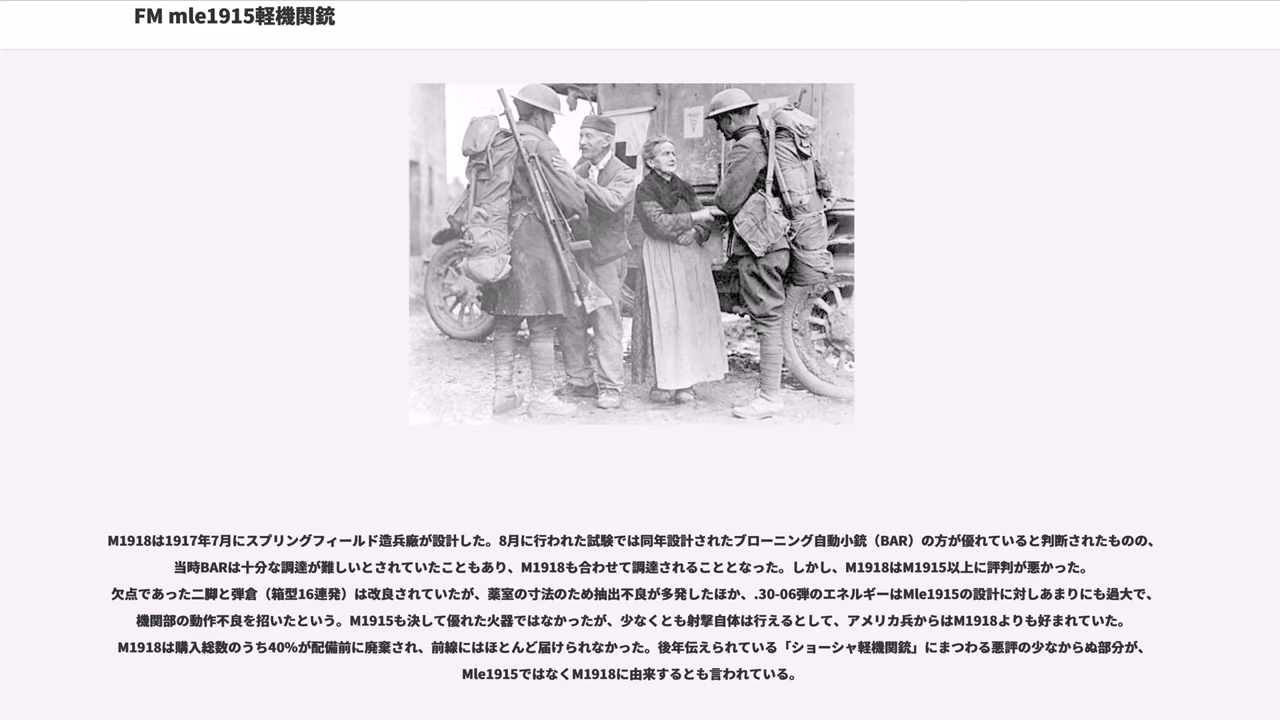 FM mle1915軽機関銃
M1918は1917年7月にスプリングフィールド造兵廠が設計した。8月に行われた試験では同年設計されたブローニング自動小銃（BAR）の方が優れていると判断されたものの、
当時BARは十分な調達が難しいとされていたこともあり、M1918も合わせて調達されることとなった。しかし、M1918はM1915以上に評判が悪かった。
欠点であった二脚と弾倉（箱型16連発）は改良されていたが、薬室の寸法のため抽出不良が多発したほか、.30-06弾のエネルギーはMle1915の設計に対しあまりにも過大で、
機関部の動作不良を招いたという。M1915も決して優れた火器ではなかったが、少なくとも射撃自体は行えるとして、アメリカ兵からはM1918よりも好まれていた。
M1918は購入総数のうち40%が配備前に廃棄され、前線にはほとんど届けられなかった。後年伝えられている「ショーシャ軽機関銃」にまつわる悪評の少なからぬ部分が、
Mle1915ではなくM1918に由来するとも言われている。